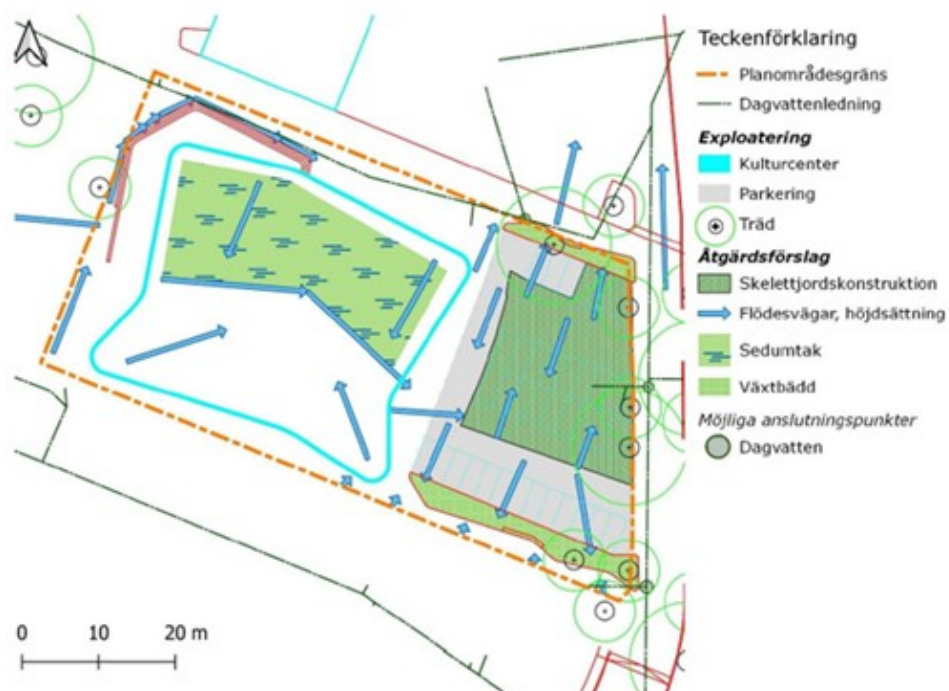 Teckenförklaring
Planområdesgräns
Dagvattenledning
Exploatering
Kulturcenter
Parkering
Träd
Åtgärdsförslag
Skelettjordskonstruktion
Flödesvägar, höjdsättning
Sedumtak
Växtbädd
Möjliga anslutningspunkter
Dagvatten
0 10 20 m